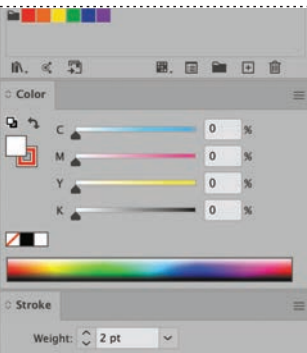 Color
C 0 %
M 0 %
Y 0 %
K 0 %
Stroke
Weight: 2 pt